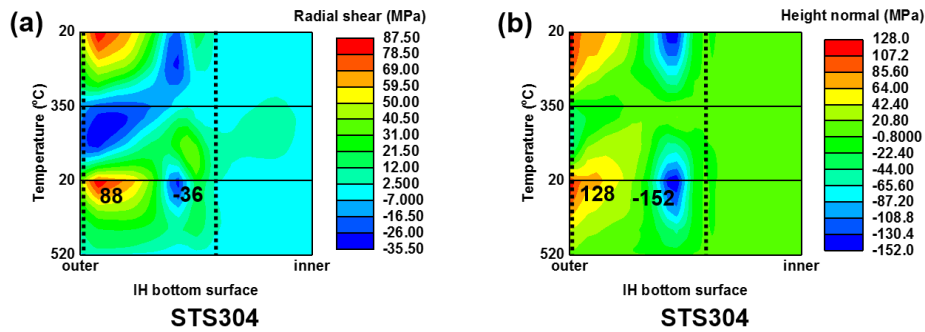 (a)
Radial shear (MPa)
20
350
20
520
Temperature (°C)
88
-36
87.50
78.50
69.00
59.50
50.00
40.50
31.00
21.50
12.00
2.500
-7.000
-16.50
-26.00
-35.50
outer
inner
IH bottom surface
STS304
(b)
Height normal (MPa)
20
350
20
520
Temperature (°C)
128
-152
128.0
107.2
85.60
64.00
42.40
20.80
-0.8000
-22.40
-44.00
-65.60
-87.20
-108.8
-130.4
-152.0
outer
inner
IH bottom surface
STS304